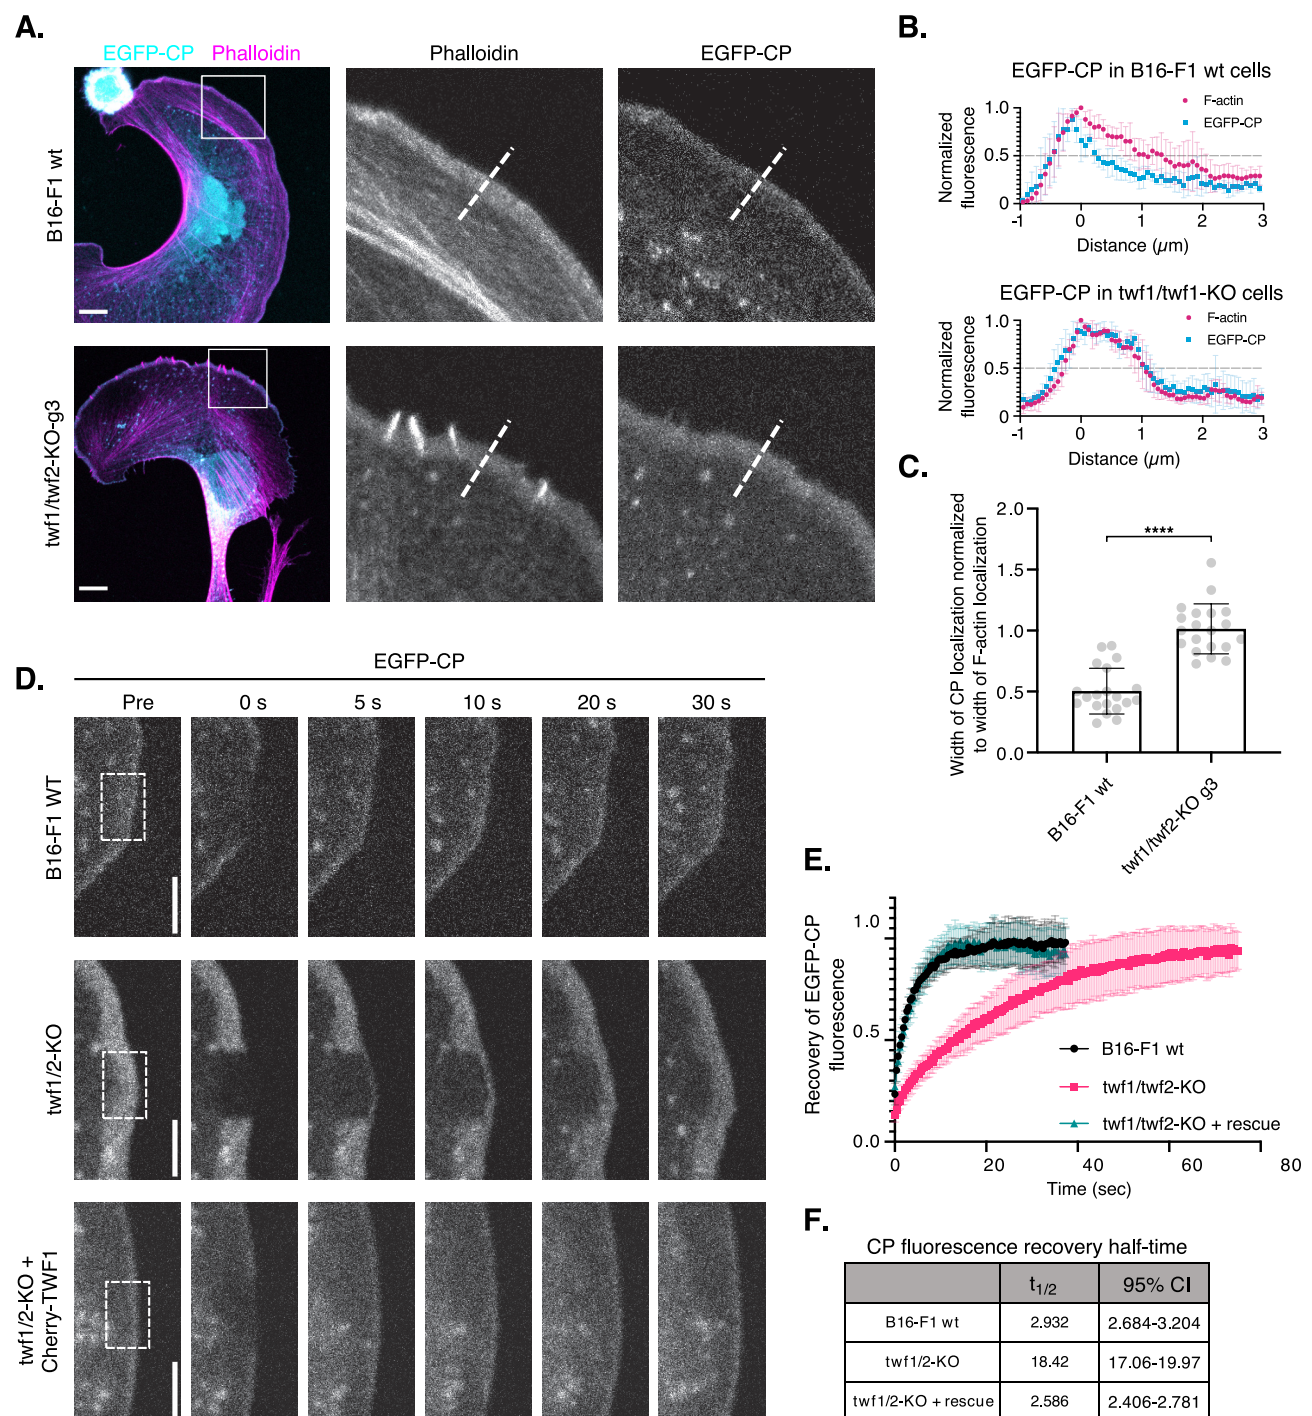 A.
EGFP-CP Phalloidin
Phalloidin
EGFP-CP
B16-F1 wt
twf1/twf2-KO-g3
B.
EGFP-CP in B16-F1 wt cells
F-actin
EGFP-CP
Normalized
fluorescence
1.0
0.5
0.0
-1 0 1 2 3
Distance (µm)
EGFP-CP in twf1/twf1-KO cells
F-actin
EGFP-CP
Normalized
fluorescence
1.0
0.5
0.0
-1 0 1 2 3
Distance (µm)
C.
Width of CP localization normalized
to width of F-actin localization
2.0
1.5
1.0
0.5
0.0
****
B16-F1 wt
twf1/twf2-KO g3
D.
EGFP-CP
Pre 0 s 5 s 10 s 20 s 30 s
B16-F1 WT
twf1/2-KO
twf1/2-KO +
Cherry-TWF1
E.
Recovery of EGFP-CP
fluorescence
1.0
0.5
0.0
B16-F1 wt
twf1/twf2-KO
twf1/twf2-KO + rescue
0 20 40 60 80
Time (sec)
F.
CP fluorescence recovery half-time
t1/2 95% CI
B16-F1 wt 2.932 2.684-3.204
twf1/2-KO 18.42 17.06-19.97
twf1/2-KO + rescue 2.586 2.406-2.781